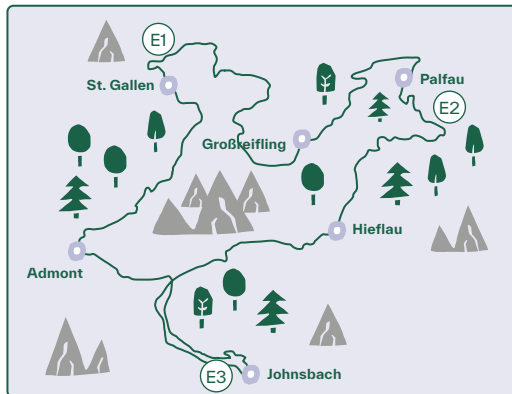 E1
St. Gallen
Palfau
E2
Großreifling
Hieflau
Admont
E3
Johnsbach